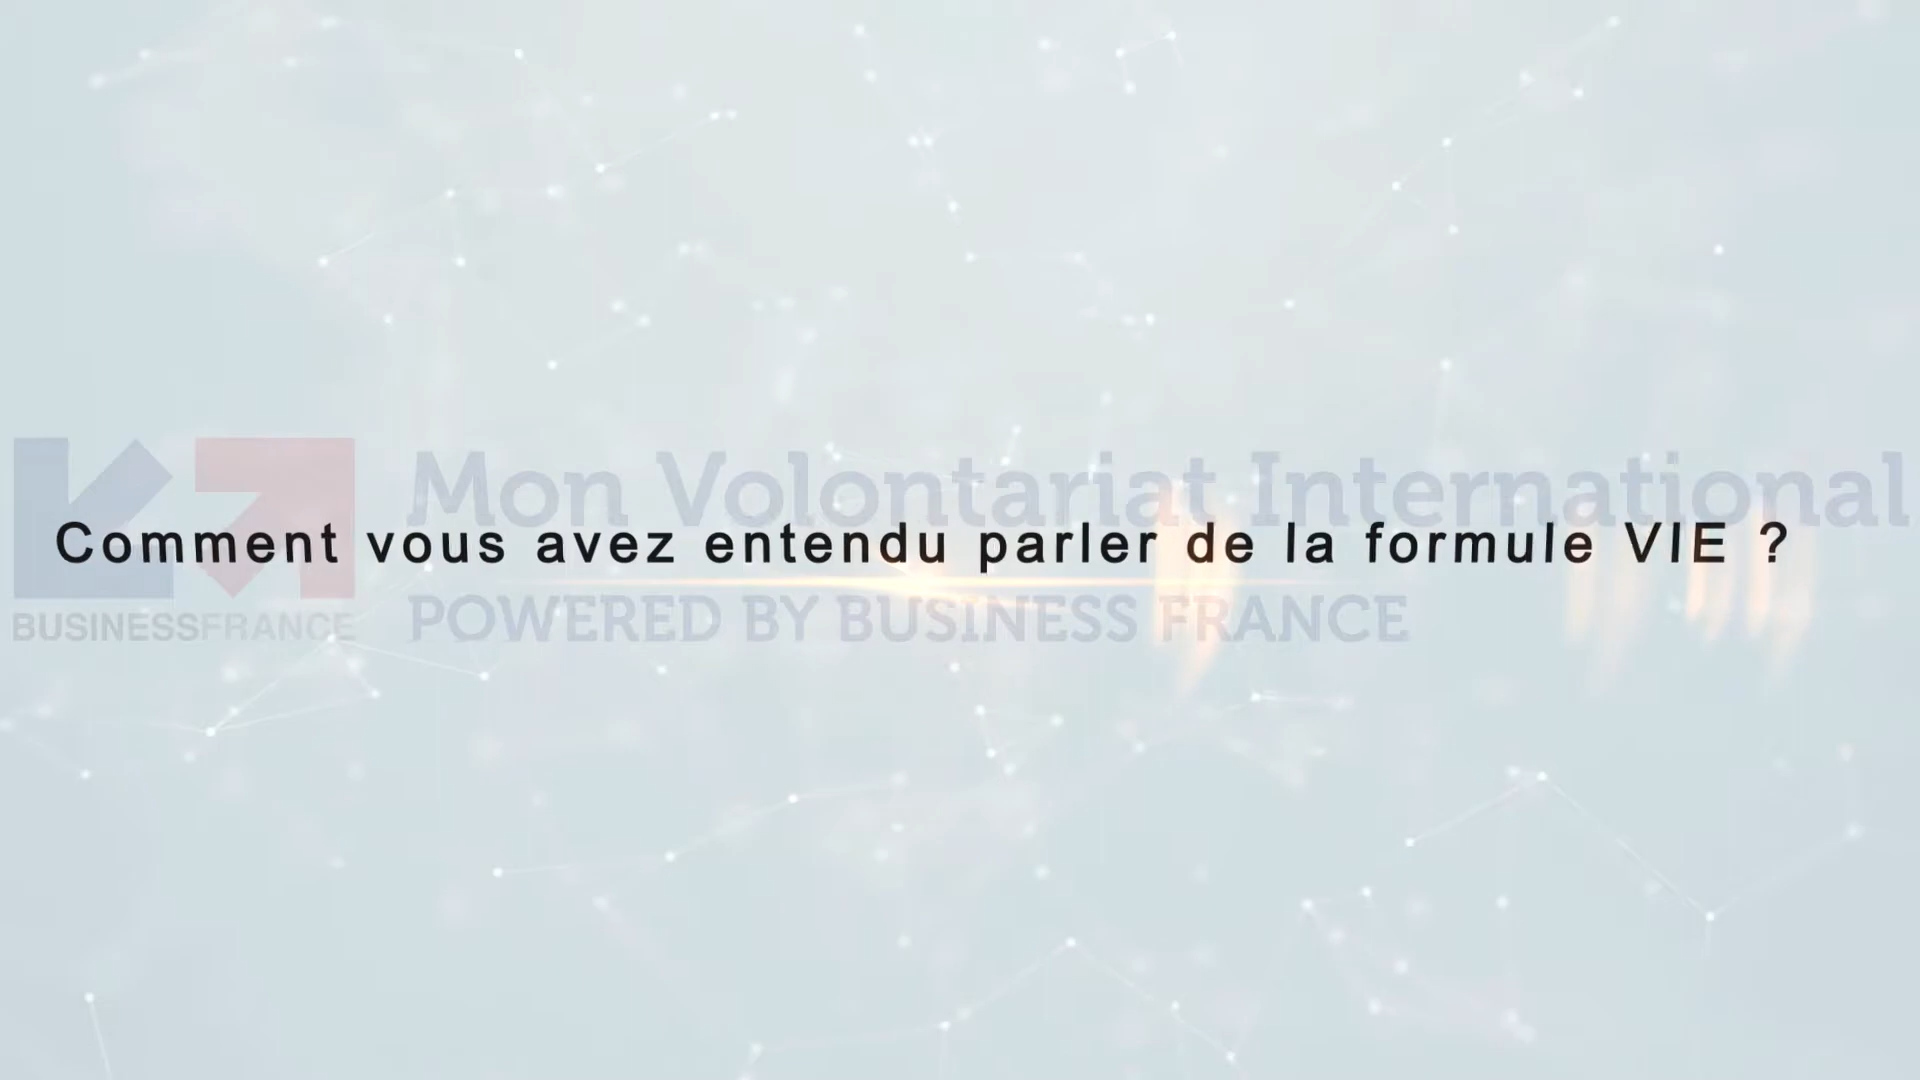 Mon Volontariat International
Comment vous avez entendu parler de la formule VIE ?
BUSINESSFRANCE
POWERED BY BUSINESS FRANCE